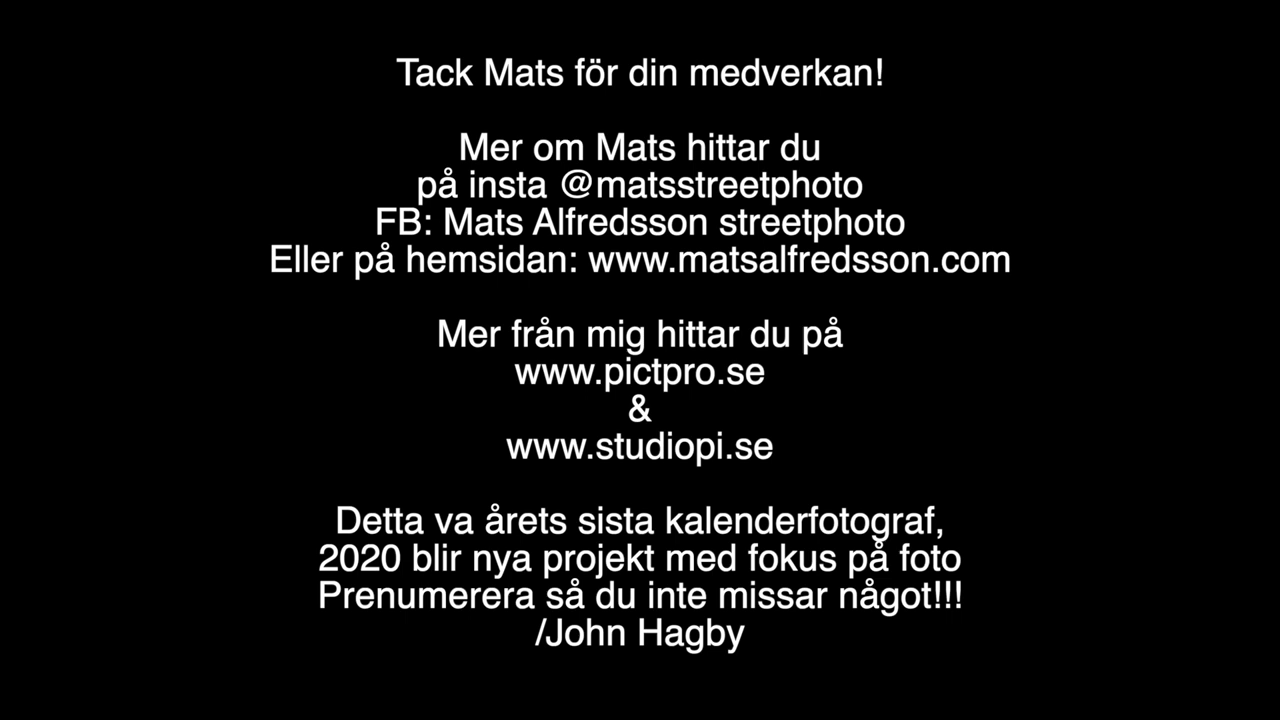 Tack Mats för din medverkan!
Mer om Mats hittar du
på insta @matsstreetphoto
FB: Mats Alfredsson streetphoto
Eller på hemsidan: www.matsalfredsson.com
Mer från mig hittar du på
www.pictpro.se
&
www.studiopi.se
Detta va årets sista kalenderfotograf,
2020 blir nya projekt med fokus på foto
Prenumerera så du inte missar något!!!
/John Hagby